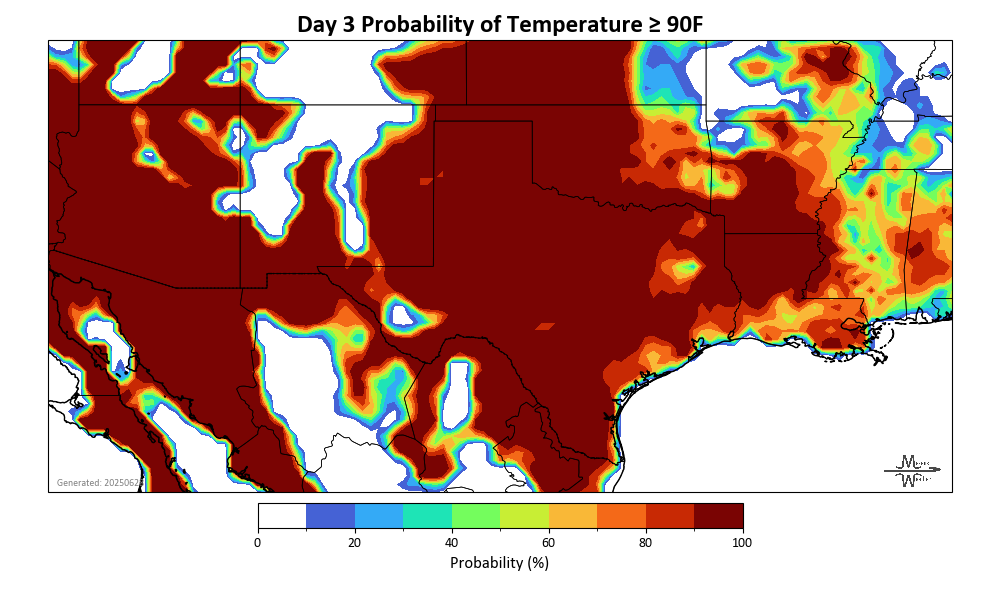 Day 3 Probability of Temperature ≥ 90F
Generated: 2025062
0 20 40 60 80 100
Probability (%)